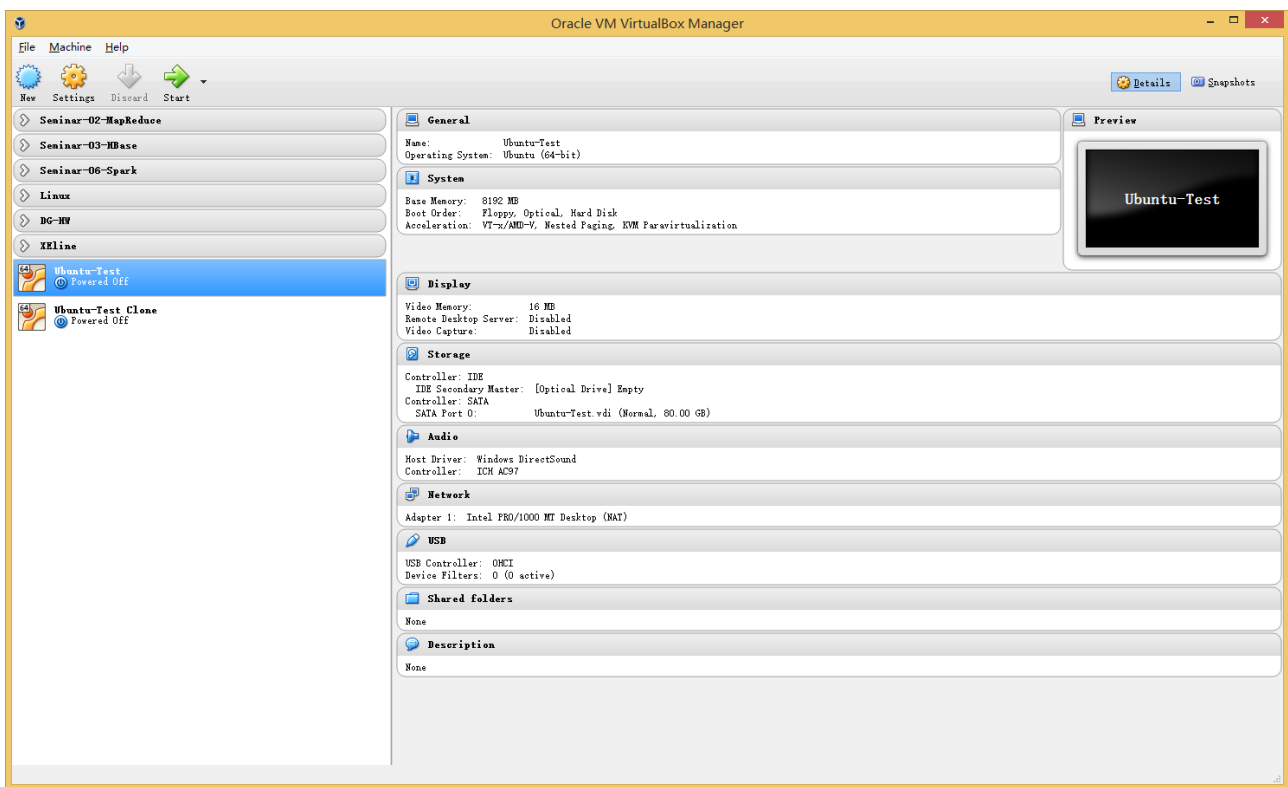 Oracle VM VirtualBox Manager
File Machine Help
New Settings Discard Start
Details Snapshots
Seminar-02-MapReduce
Seminar-03-HBase
Seminar-06-Spark
Linux
DG-HW
XEline
64 Ubuntu-Test
Powered Off
64 Ubuntu-Test Clone
Powered Off
General
Name: Ubuntu-Test
Operating System: Ubuntu (64-bit)
System
Base Memory: 8192 MB
Boot Order: Floppy, Optical, Hard Disk
Acceleration: VT-x/AMD-V, Nested Paging, KVM Paravirtualization
Preview
Ubuntu-Test
Display
Video Memory: 16 MB
Remote Desktop Server: Disabled
Video Capture: Disabled
Storage
Controller: IDE
IDE Secondary Master: [Optical Drive] Empty
Controller: SATA
SATA Port 0: Ubuntu-Test.vdi (Normal, 80.00 GB)
Audio
Host Driver: Windows DirectSound
Controller: ICH AC97
Network
Adapter 1: Intel PRO/1000 MT Desktop (NAT)
USB
USB Controller: OHCI
Device Filters: 0 (0 active)
Shared folders
None
Description
None